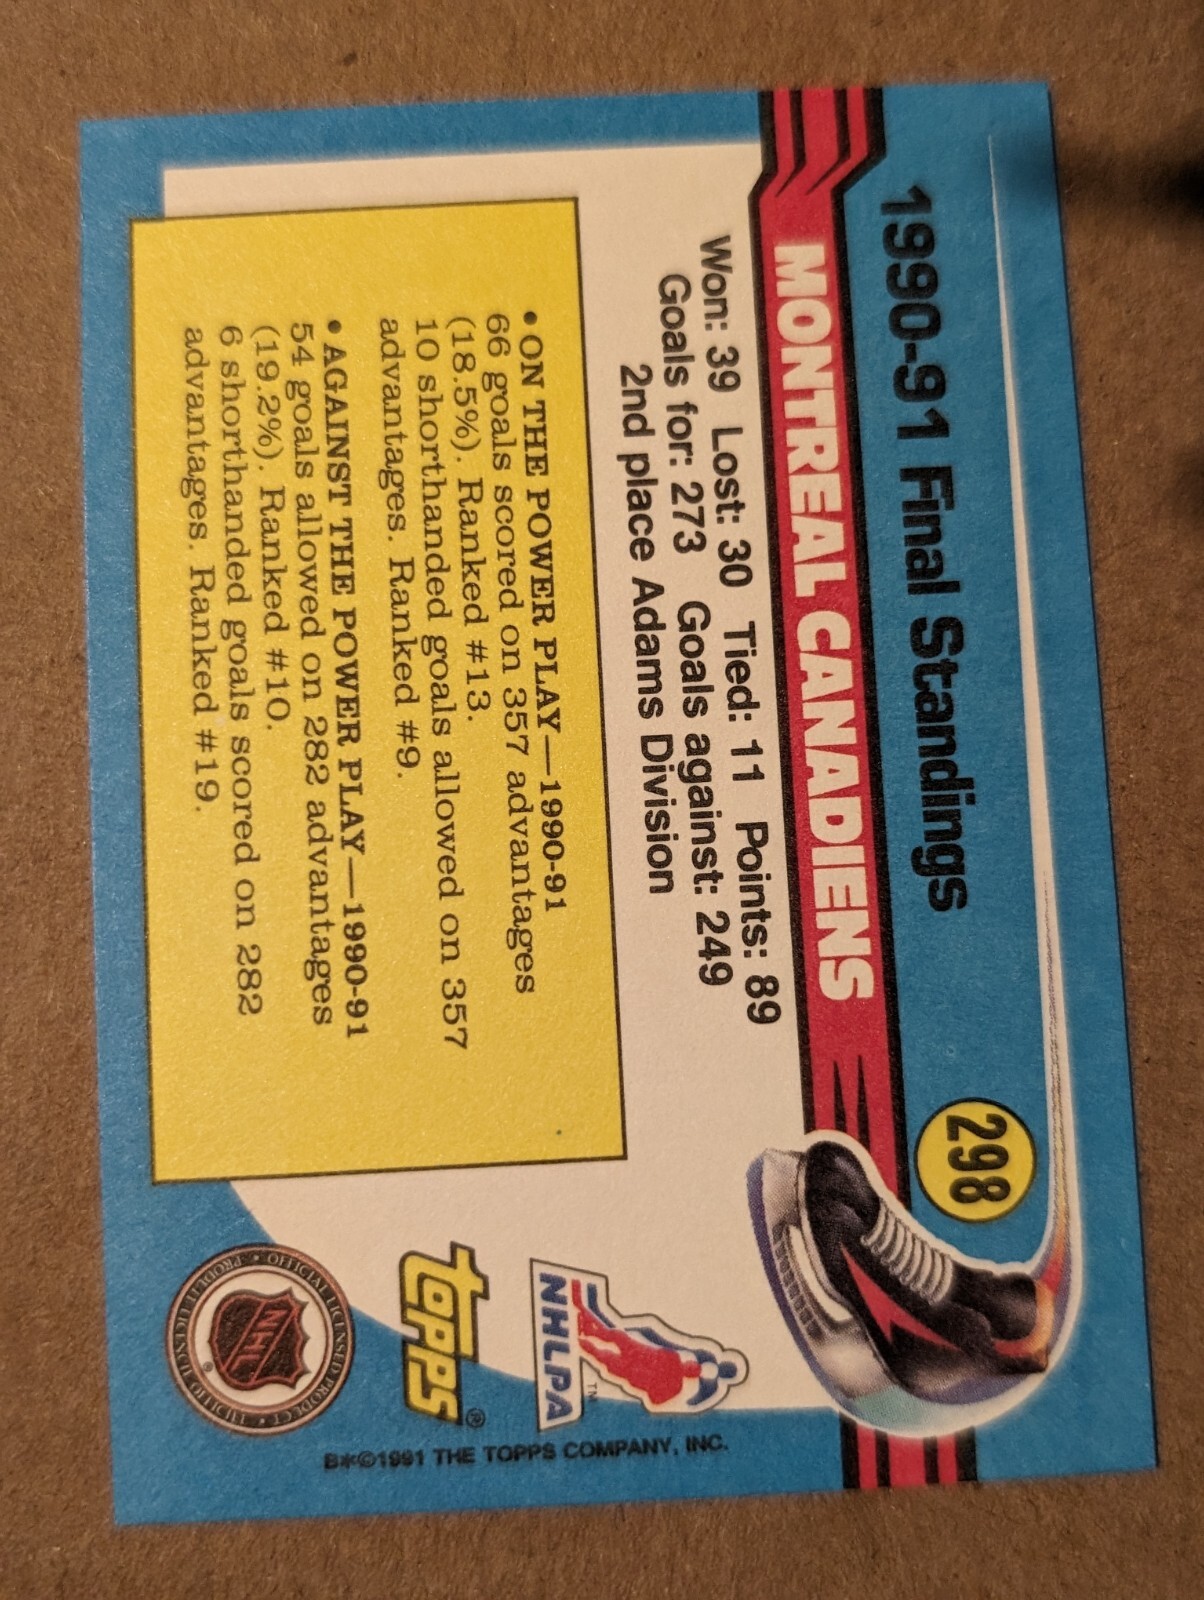 1990-91 Final Standings
298
MONTREAL CANADIENS
Won: 39 Lost: 30 Tied: 11 Points: 89
Goals for: 273 Goals against: 249
2nd place Adams Division
• ON THE POWER PLAY—1990-91
66 goals scored on 357 advantages
(18.5%). Ranked #13.
10 shorthanded goals allowed on 357
advantages. Ranked #9.
• AGAINST THE POWER PLAY—1990-91
54 goals allowed on 282 advantages
(19.2%). Ranked #10.
6 shorthanded goals scored on 282
advantages. Ranked #19.
NHLPA™
Topps®
NHL®
OFFICIAL LICENSED PRODUCT • PRODUIT LICENSIÉ OFFICIEL •
B*©1991 THE TOPPS COMPANY, INC.